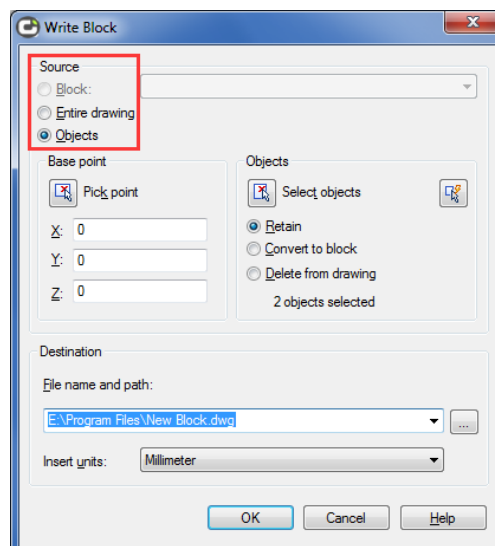 Write Block
Source
Block:
Entire drawing
Objects
Base point
Pick point
X: 0
Y: 0
Z: 0
Objects
Select objects
Retain
Convert to block
Delete from drawing
2 objects selected
Destination
File name and path:
E:\Program Files\New Block.dwg
...
Insert units: Millimeter
OK Cancel Help